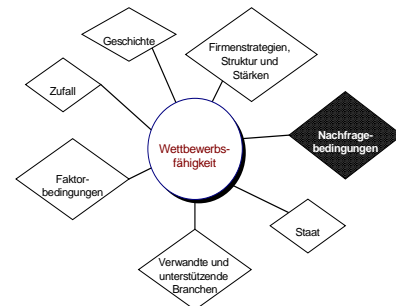 Geschichte
Firmenstrategien,
Struktur und
Stärken
Zufall
Nachfrage-
bedingungen
Wettbewerbs-
fähigkeit
Faktor-
bedingungen
Staat
Verwandte und
unterstützende
Branchen